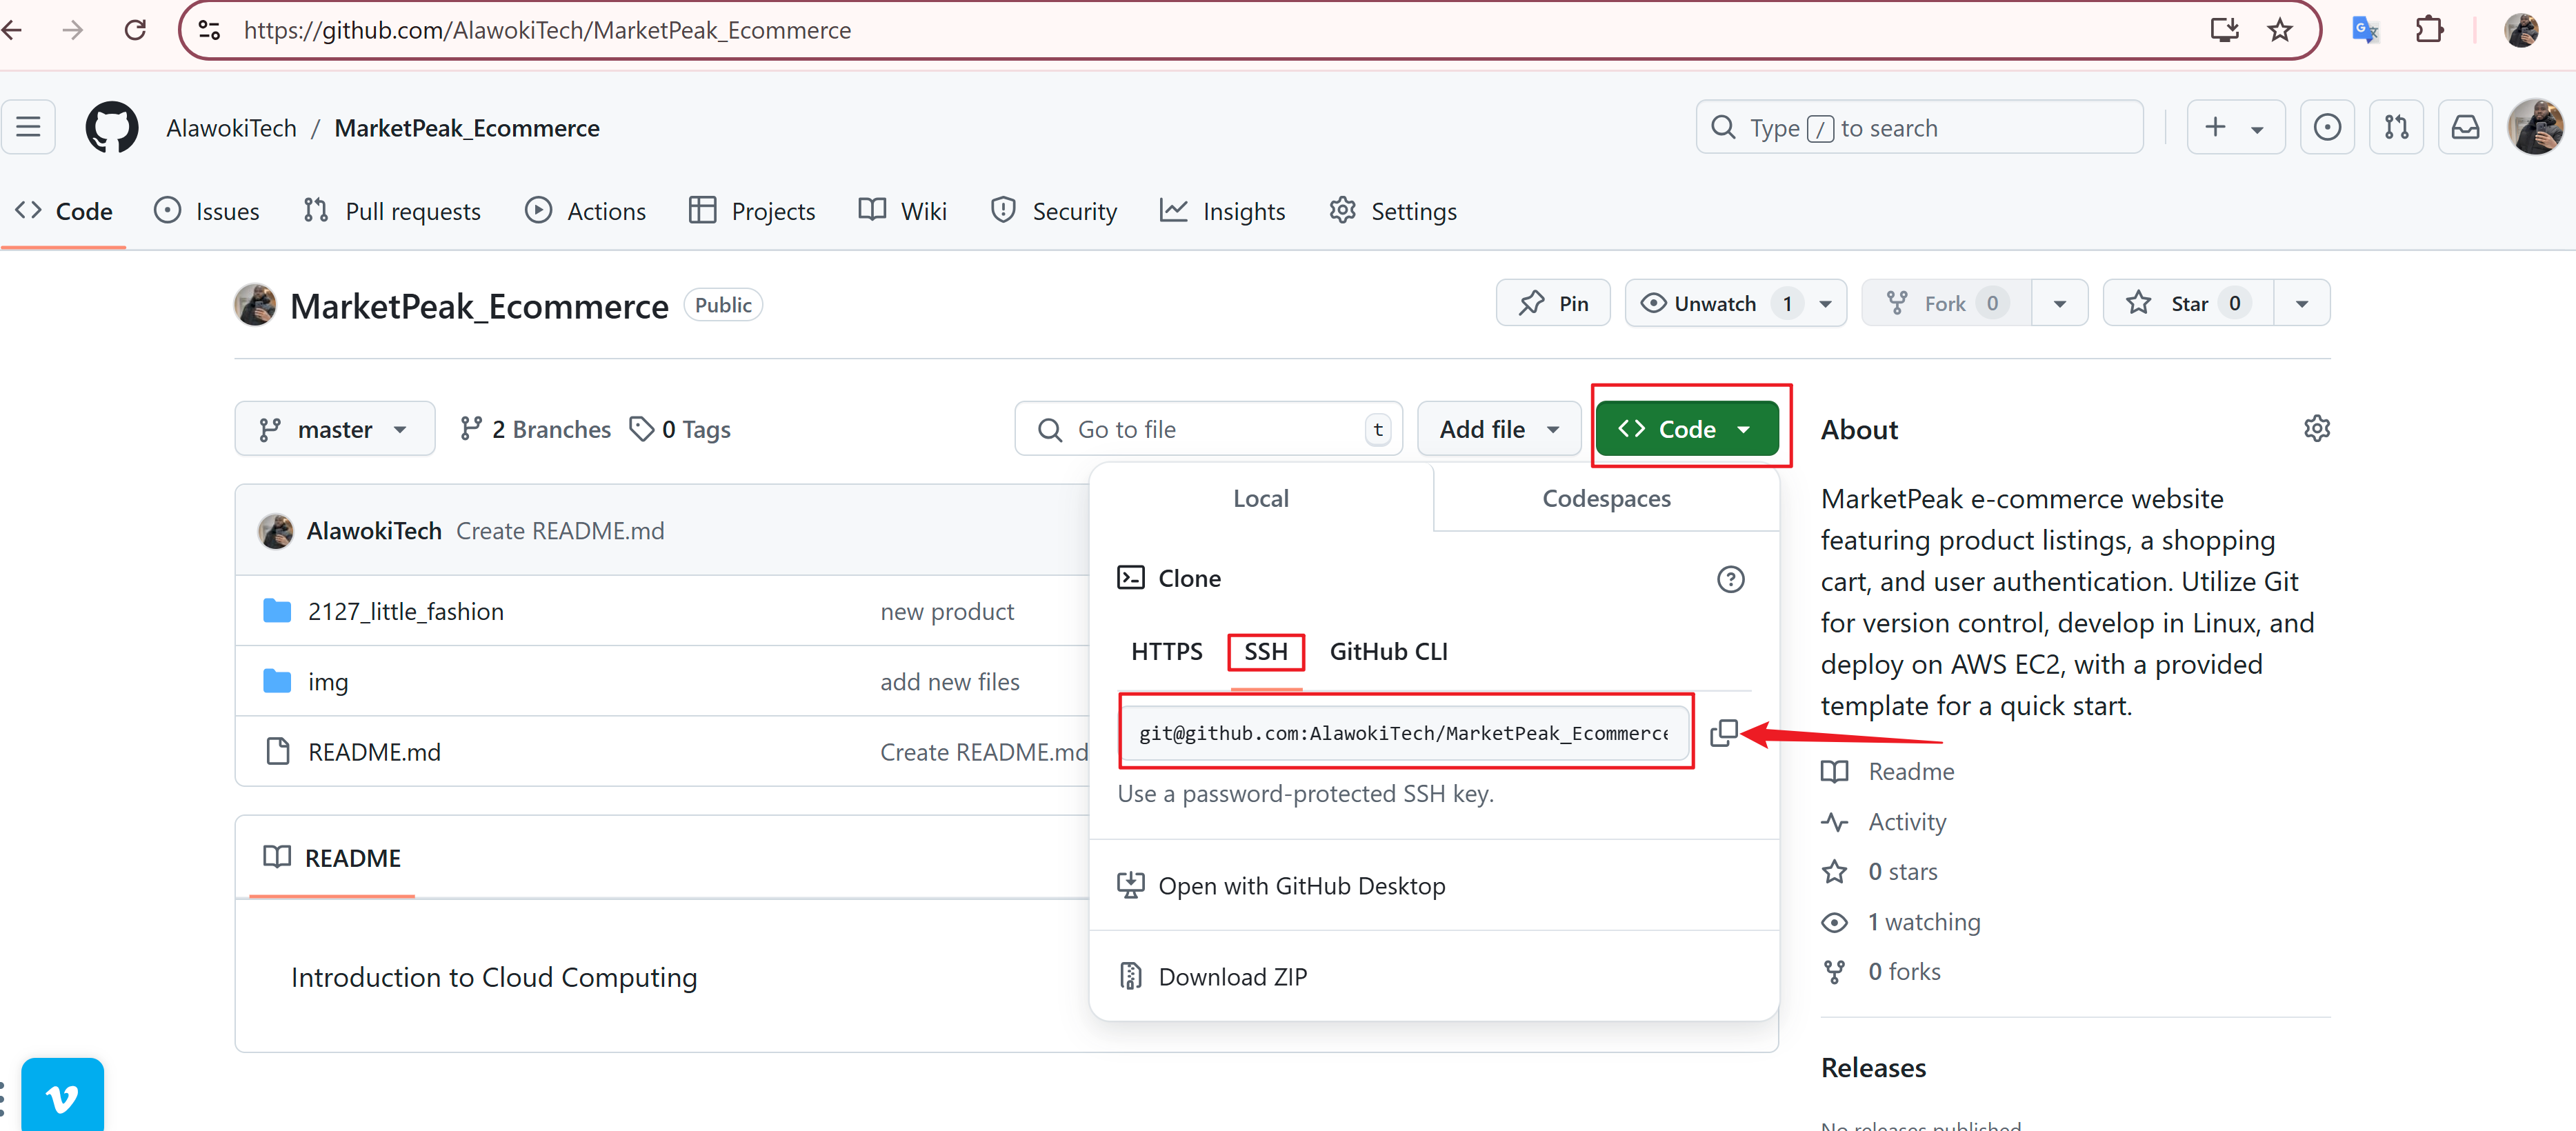 https://github.com/AlawokiTech/MarketPeak_Ecommerce
AlawokiTech / MarketPeak_Ecommerce
Type / to search
Code Issues Pull requests Actions Projects Wiki Security Insights Settings
MarketPeak_Ecommerce Public
Pin Unwatch 1 Fork 0 Star 0
master 2 Branches 0 Tags Go to file t Add file Code
AlawokiTech Create README.md
2127_little_fashion new product
img add new files
README.md Create README.md
README
Introduction to Cloud Computing
Local Codespaces
Clone
HTTPS SSH GitHub CLI
git@github.com:AlawokiTech/MarketPeak_Ecommerce
Use a password-protected SSH key.
Open with GitHub Desktop
Download ZIP
About
MarketPeak e-commerce website
featuring product listings, a shopping
cart, and user authentication. Utilize Git
for version control, develop in Linux, and
deploy on AWS EC2, with a provided
template for a quick start.
Readme
Activity
0 stars
1 watching
0 forks
Releases
No releases published